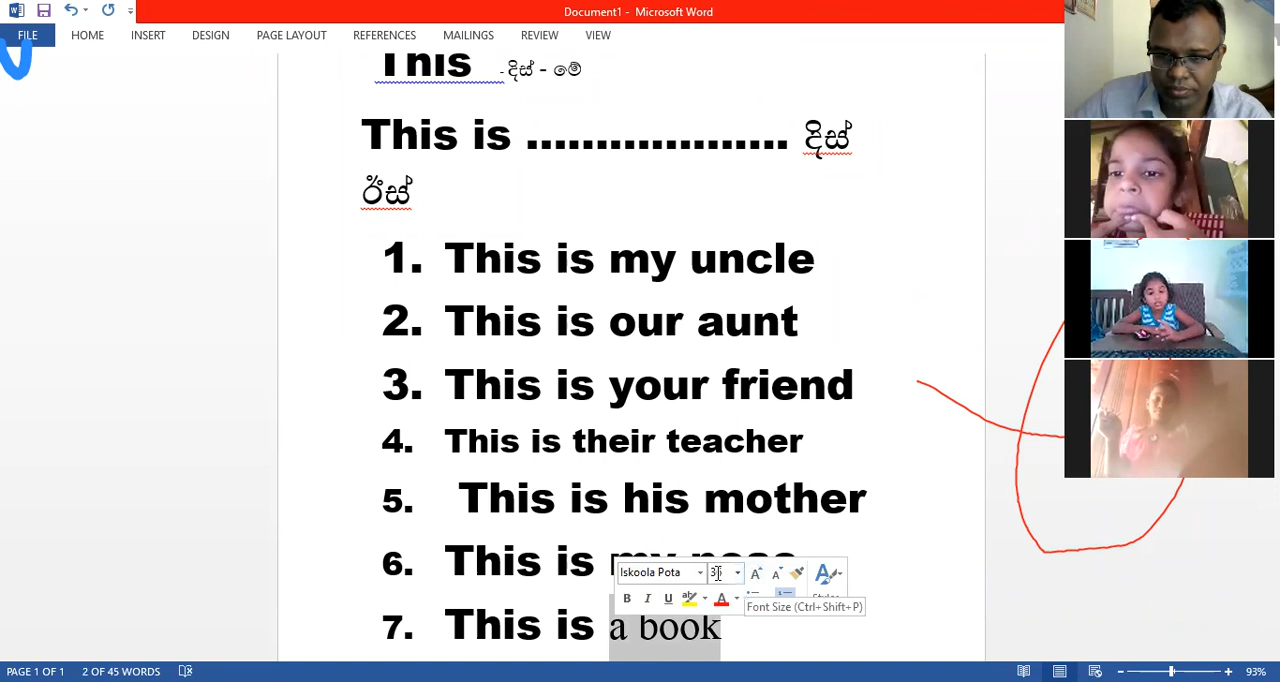 Document1 - Microsoft Word
FILE HOME INSERT DESIGN PAGE LAYOUT REFERENCES MAILINGS REVIEW VIEW
This - දිස් - මේ
This is ................... දිස්
ඊස්
1. This is my uncle
2. This is our aunt
3. This is your friend
4. This is their teacher
5. This is his mother
6. This is my nose
Iskoola Pota
Font Size (Ctrl+Shift+P)
7. This is a book
PAGE 1 OF 1 2 OF 45 WORDS 93%